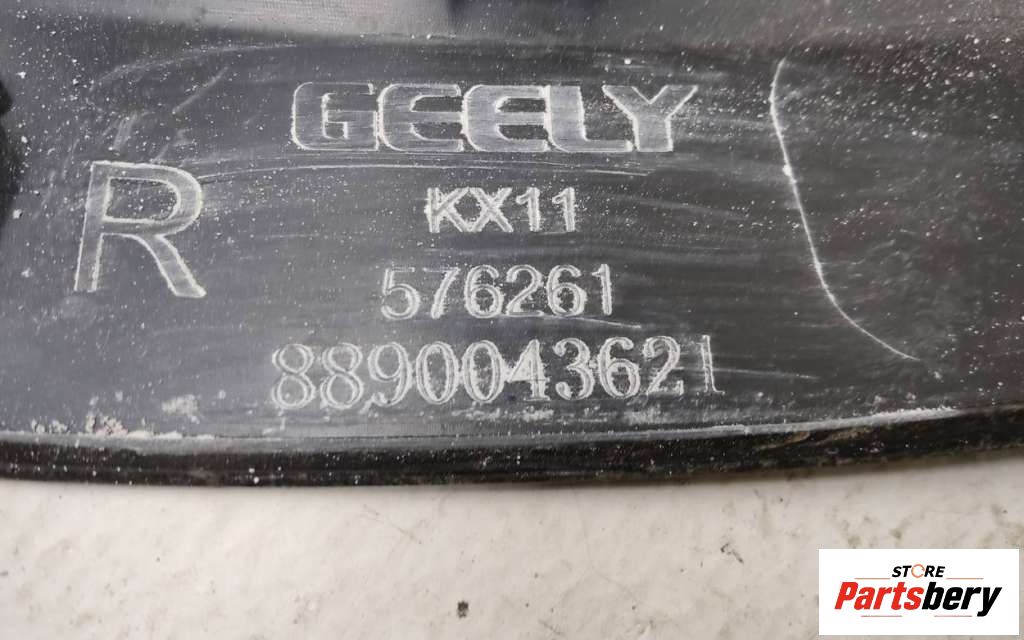 GEELY
R
KX11
576261
8890043621
STORE
Partsbery